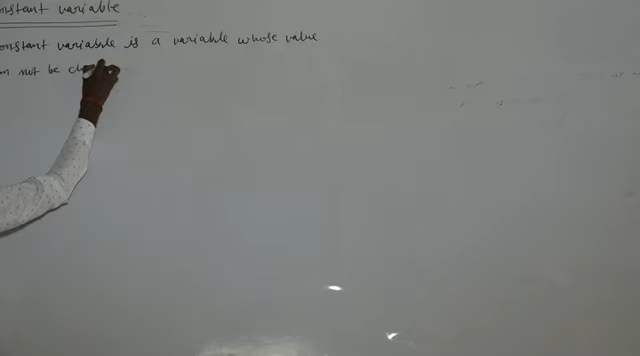 onstant variable
onstant variable is a variable whose value
n not be